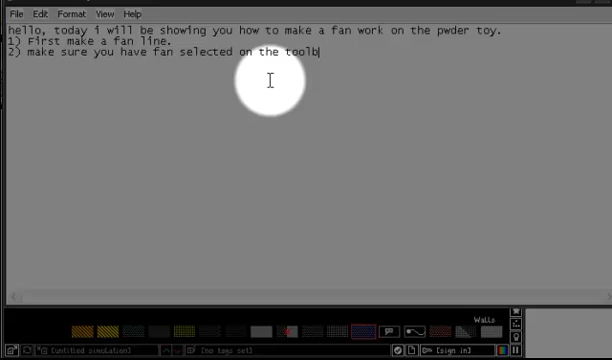 File Edit Format View Help
hello, today i will be showing you how to make a fan work on the pwder toy.
1) First make a fan line.
2) make sure you have fan selected on the toolb
Walls
[untitled simulation] [no tags set] [sign in]